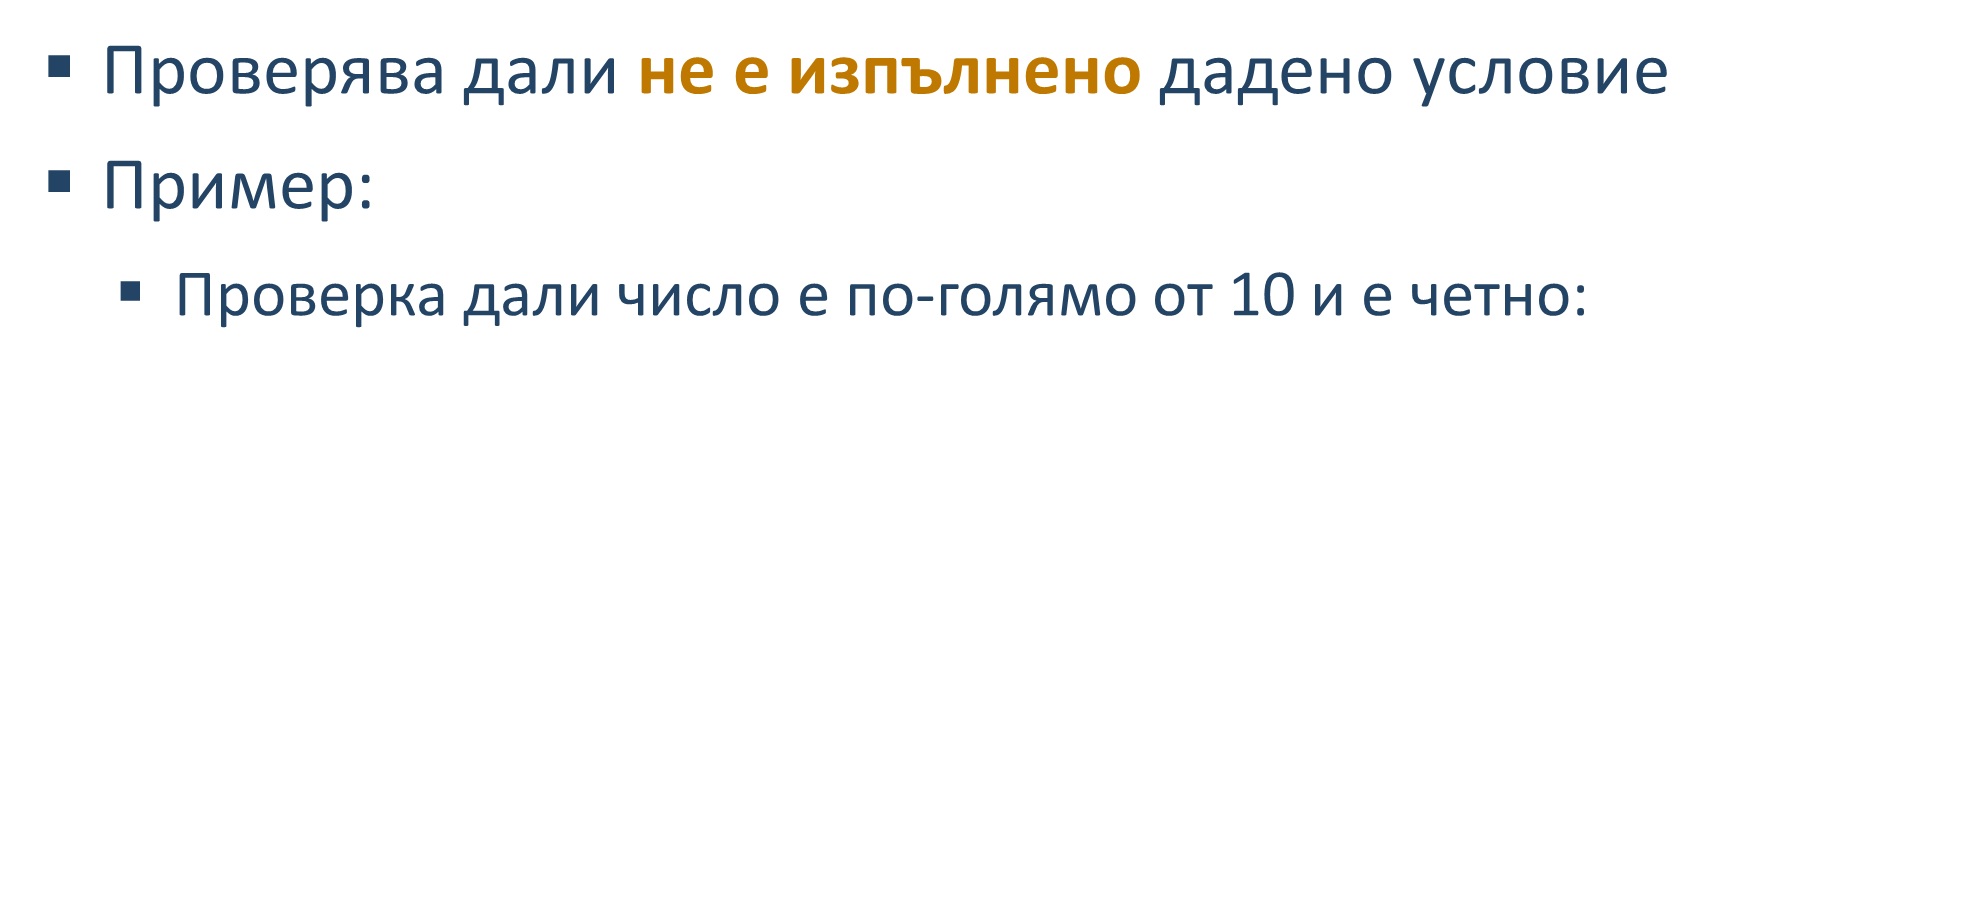 Проверява дали не е изпълнено дадено условие
Пример:
Проверка дали число е по-голямо от 10 и е четно: